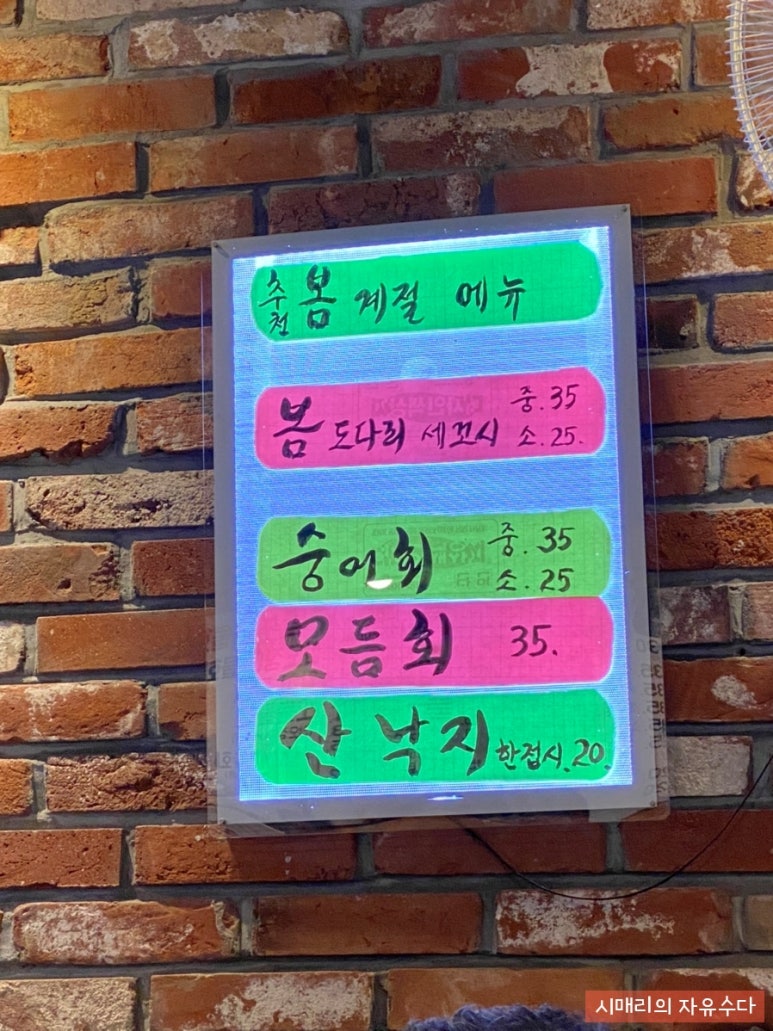 추천 봄 계절 메뉴
봄 도다리 세꼬시 중.35
소.25.
숭어회 중.35
소.25
모듬회 35.
산낙지 한접시.20.
시매리의 자유수다